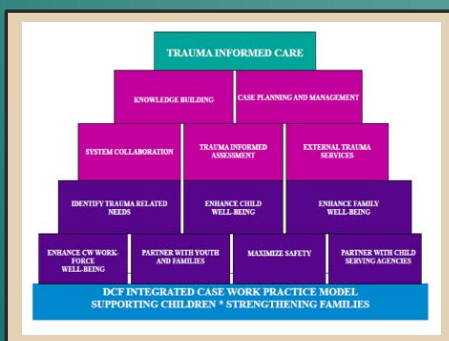 TRAUMA INFORMED CARE
KNOWLEDGE BUILDING
CASE PLANNING AND MANAGEMENT
SYSTEM COLLABORATION
TRAUMA INFORMED
ASSESSMENT
EXTERNAL TRAUMA
SERVICES
IDENTIFY TRAUMA RELATED
NEEDS
ENHANCE CHILD
WELL-BEING
ENHANCE FAMILY
WELL-BEING
ENHANCE CW WORK-
FORCE
WELL-BEING
PARTNER WITH YOUTH
AND FAMILIES
MAXIMIZE SAFETY
PARTNER WITH CHILD
SERVING AGENCIES
DCF INTEGRATED CASE WORK PRACTICE MODEL
SUPPORTING CHILDREN * STRENGTHENING FAMILIES